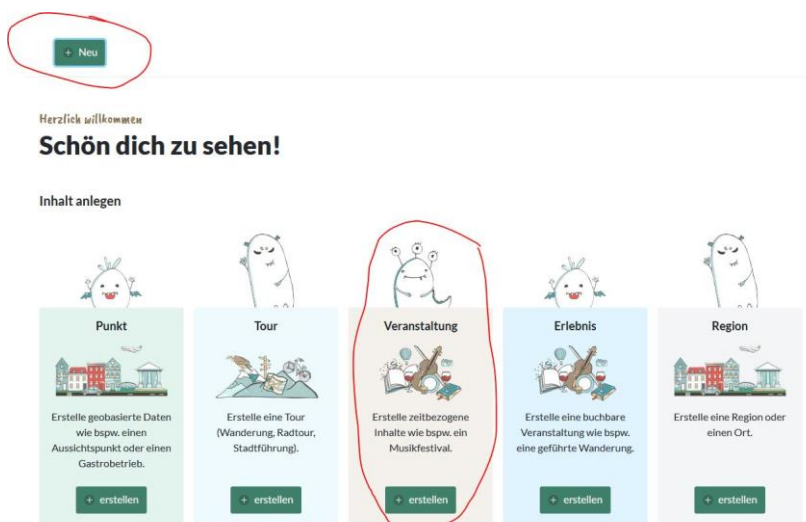 + Neu
Herzlich willkommen
Schön dich zu sehen!
Inhalt anlegen
Punkt
Erstelle geobasierte Daten
wie bspw. einen
Aussichtspunkt oder einen
Gastrobetrieb.
+ erstellen
Tour
Erstelle eine Tour
(Wanderung, Radtour,
Stadtführung).
+ erstellen
Veranstaltung
Erstelle zeitbezogene
Inhalte wie bspw. ein
Musikfestival.
+ erstellen
Erlebnis
Erstelle eine buchbare
Veranstaltung wie bspw.
eine geführte Wanderung.
+ erstellen
Region
Erstelle eine Region oder
einen Ort.
+ erstellen